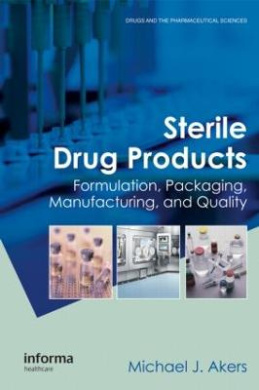 DRUGS AND THE PHARMACEUTICAL SCIENCES
Sterile
Drug Products
Formulation, Packaging,
Manufacturing, and Quality
informa
healthcare
Michael J. Akers